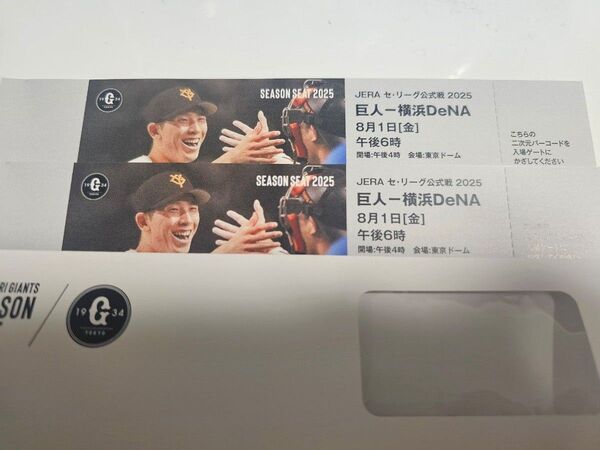 SEASON SEAT 2025
19 G 34
TOKYO
JERA セ・リーグ公式戦 2025
巨人ー横浜DeNA
8月1日[金]
午後6時
開場:午後4時 会場:東京ドーム
こちらの
二次元バーコードを
入場ゲートに
かざしてください
SEASON SEAT 2025
19 G 34
JERA セ・リーグ公式戦 2025
巨人ー横浜DeNA
8月1日[金]
午後6時
開場:午後4時 会場:東京ドーム
RI GIANTS
SON
19 G 34
TOKYO